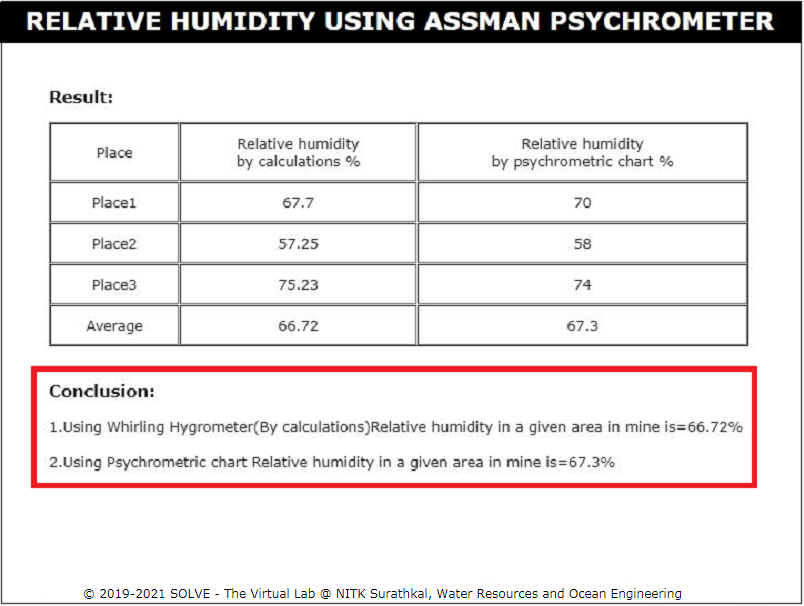 RELATIVE HUMIDITY USING ASSMAN PSYCHROMETER
Result:
Place
Relative humidity
by calculations %
Relative humidity
by psychrometric chart %
Place1 67.7 70
Place2 57.25 58
Place3 75.23 74
Average 66.72 67.3
Conclusion:
1.Using Whirling Hygrometer(By calculations)Relative humidity in a given area in mine is=66.72%
2.Using Psychrometric chart Relative humidity in a given area in mine is=67.3%
© 2019-2021 SOLVE - The Virtual Lab @ NITK Surathkal, Water Resources and Ocean Engineering